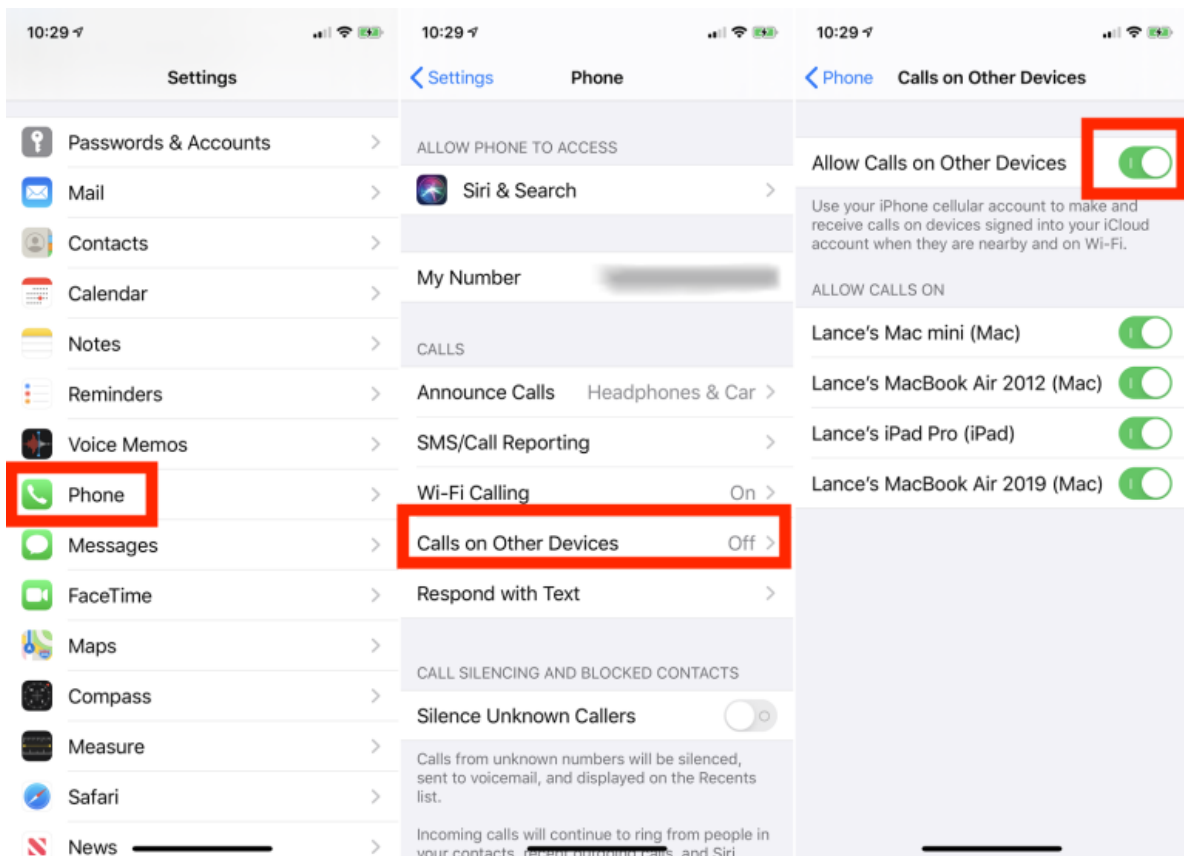 10:29
Settings
Passwords & Accounts
Mail
Contacts
Calendar
Notes
Reminders
Voice Memos
Phone
Messages
FaceTime
Maps
Compass
Measure
Safari
News
10:29
Settings
Phone
ALLOW PHONE TO ACCESS
Siri & Search
My Number
CALLS
Announce Calls Headphones & Car
SMS/Call Reporting
Wi-Fi Calling On
Calls on Other Devices Off
Respond with Text
CALL SILENCING AND BLOCKED CONTACTS
Silence Unknown Callers
Calls from unknown numbers will be silenced,
sent to voicemail, and displayed on the Recents
list.
Incoming calls will continue to ring from people in
your contacts, recent outgoing calls, and Siri
10:29
Phone
Calls on Other Devices
Allow Calls on Other Devices
Use your iPhone cellular account to make and
receive calls on devices signed into your iCloud
account when they are nearby and on Wi-Fi.
ALLOW CALLS ON
Lance's Mac mini (Mac)
Lance's MacBook Air 2012 (Mac)
Lance's iPad Pro (iPad)
Lance's MacBook Air 2019 (Mac)